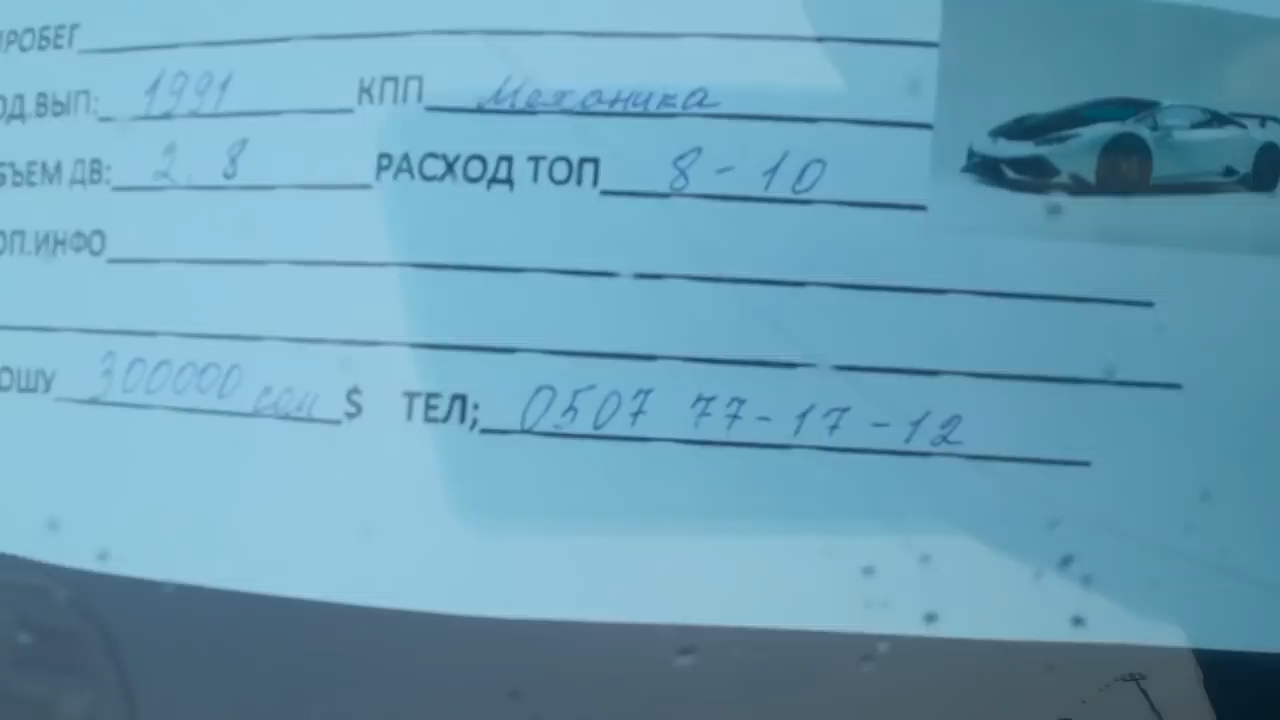 РОБЕГ
ОД.ВЫП: 1991 КПП Механика
ЪЕМ ДВ: 2.8 РАСХОД ТОП 8-10
ОП.ИНФО
ОШУ 300000 сом $ ТЕЛ; 0507 77-17-12